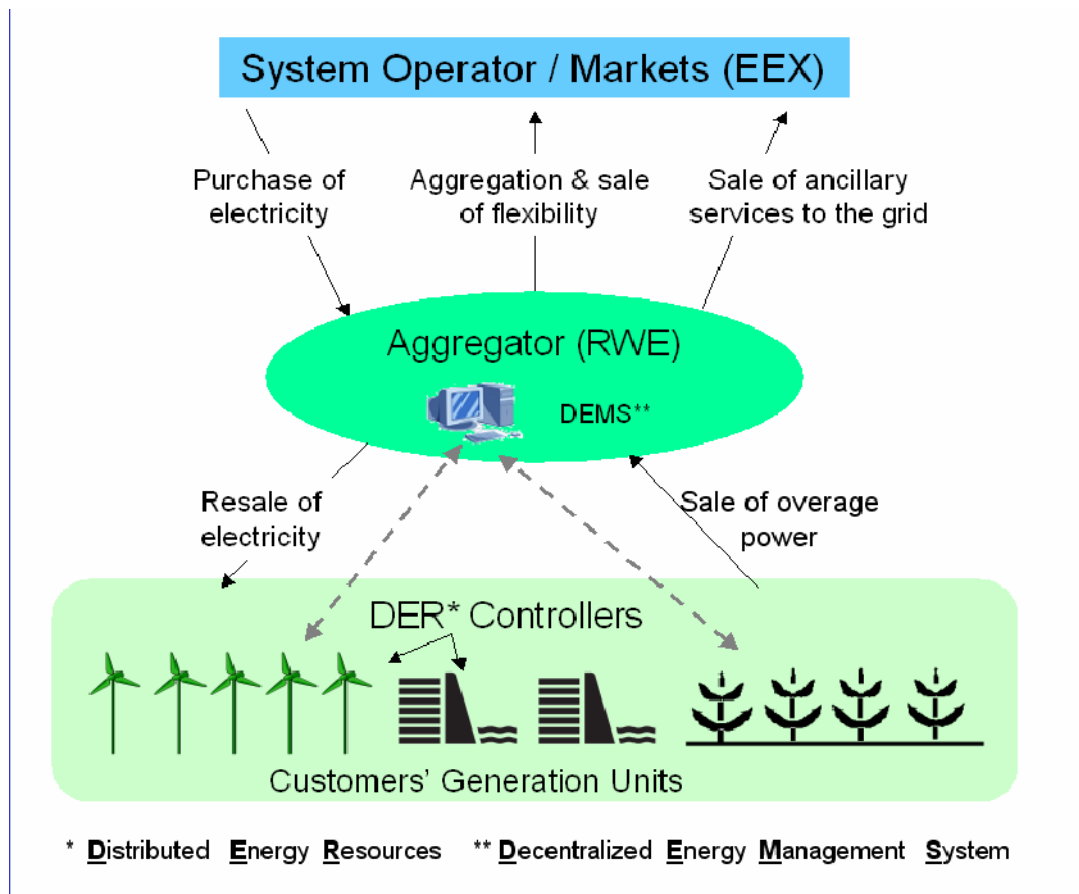 System Operator / Markets (EEX)
Purchase of
electricity
Aggregation & sale
of flexibility
Sale of ancillary
services to the grid
Aggregator (RWE)
DEMS**
Resale of
electricity
Sale of overage
power
DER* Controllers
Customers' Generation Units
* Distributed Energy Resources ** Decentralized Energy Management System